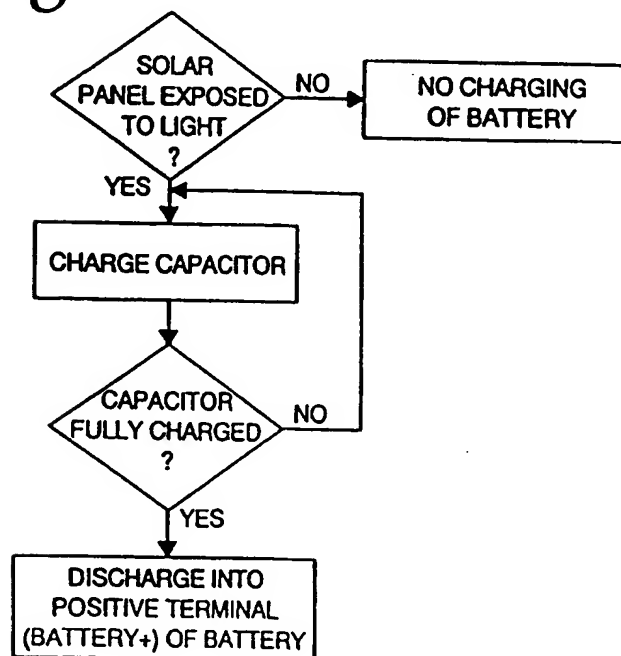 SOLAR
PANEL EXPOSED
TO LIGHT
?
NO
NO CHARGING
OF BATTERY
YES
CHARGE CAPACITOR
CAPACITOR
FULLY CHARGED
?
NO
YES
DISCHARGE INTO
POSITIVE TERMINAL
(BATTERY+) OF BATTERY